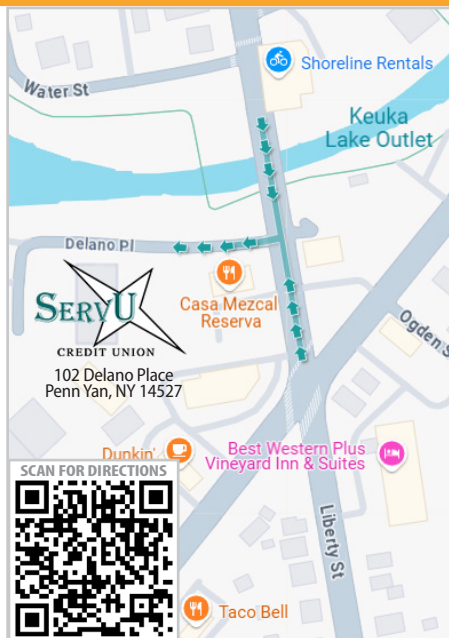 Water St
Shoreline Rentals
Keuka
Lake Outlet
Delano Pl
SERVU
CREDIT UNION
102 Delano Place
Penn Yan, NY 14527
Casa Mezcal
Reserva
Ogden S
Dunkin'
Best Western Plus
Vineyard Inn & Suites
SCAN FOR DIRECTIONS
Liberty St
Taco Bell